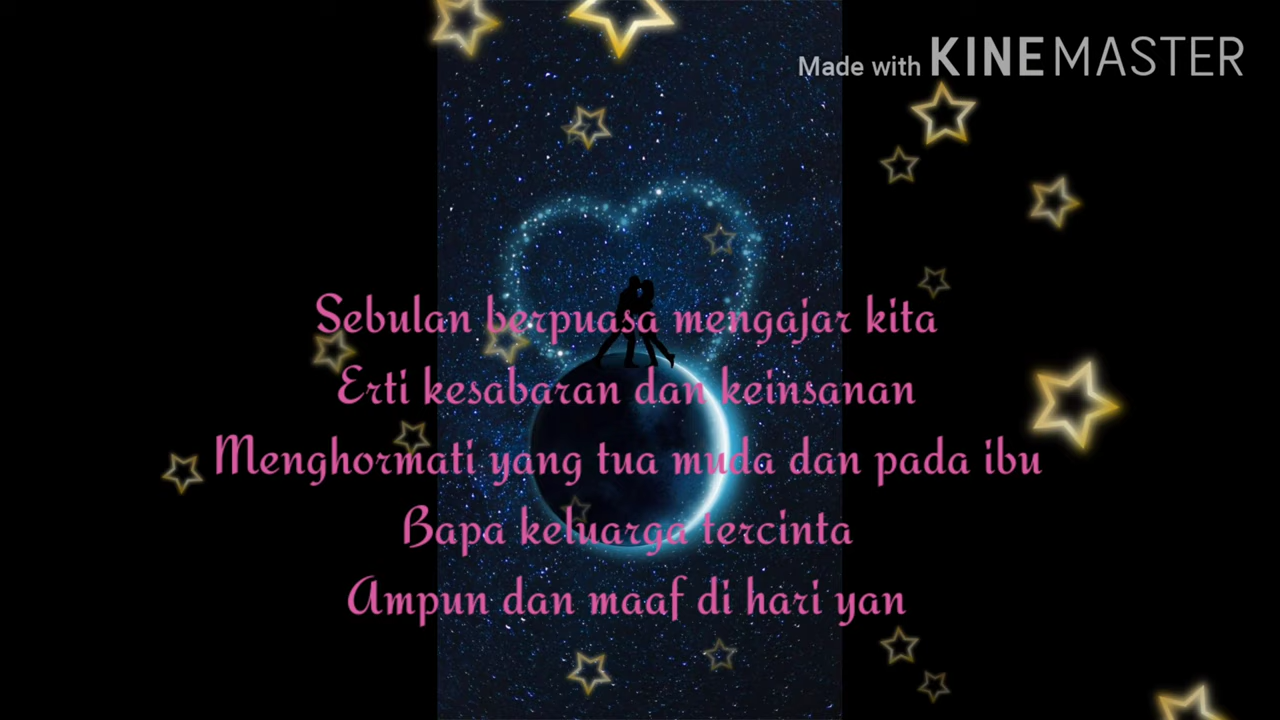 Made with KINEMASTER
Sebulan berpuasa mengajar kita
Erti kesabaran dan keinsanan
Menghormati yang tua muda dan pada ibu
Bapa keluarga tercinta
Ampun dan maaf di hari yan